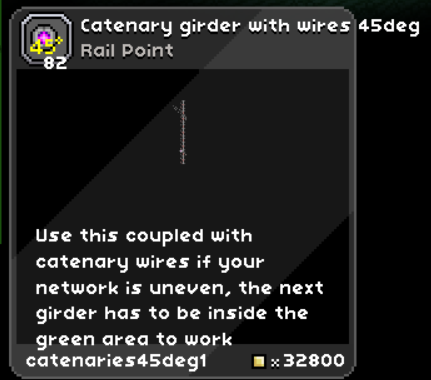 Catenary girder with wires 45deg
Rail Point
45°
82
Use this coupled with
catenary wires if your
network is uneven, the next
girder has to be inside the
green area to work
catenaries45deg1
x32800